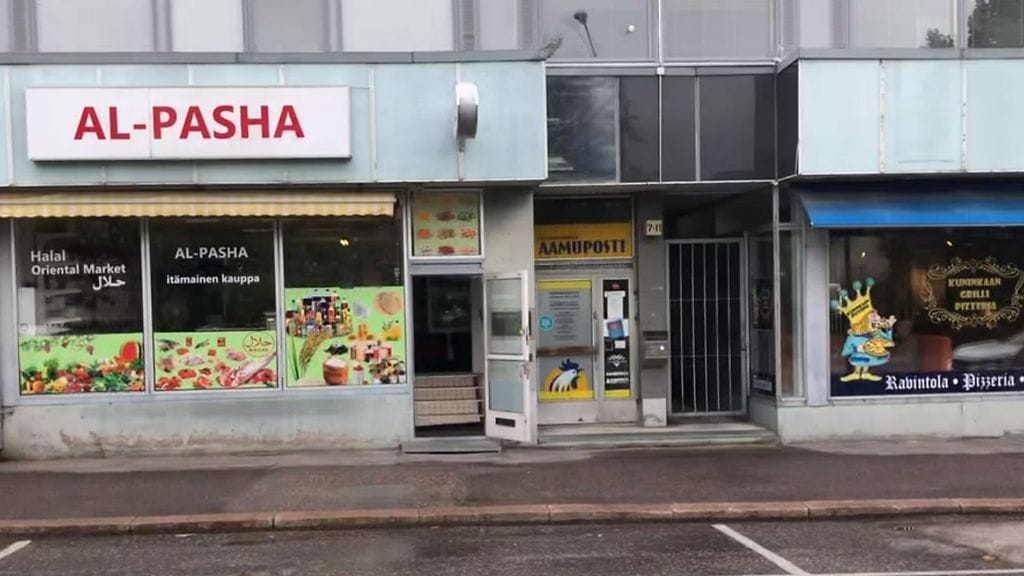 AL-PASHA
Halal
Oriental Market
حلال
AL-PASHA
itämainen kauppa
حلال
AAMUPOSTI
7-11
KUNINKAAN
GRILLI
PIZZERIA
Ravintola • Pizzeria •